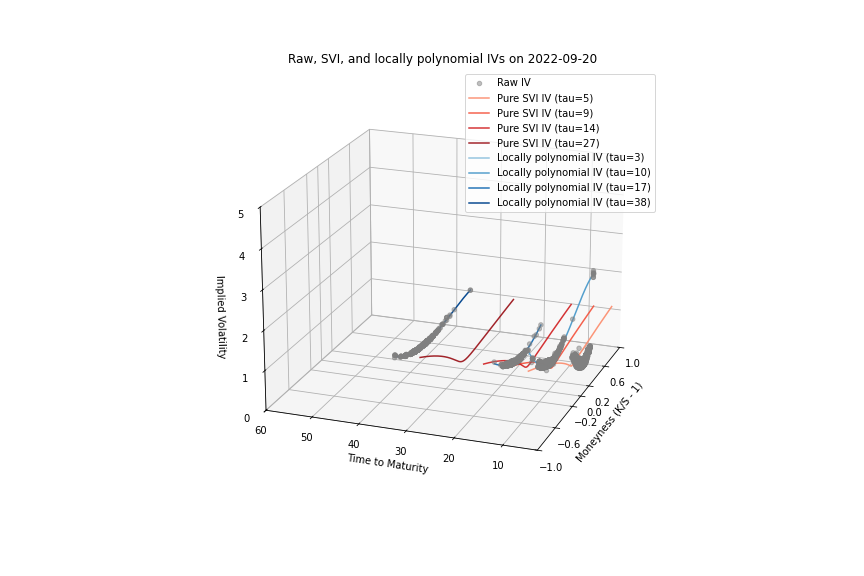 Raw, SVI, and locally polynomial IVs on 2022-09-20
Raw IV
Pure SVI IV (tau=5)
Pure SVI IV (tau=9)
Pure SVI IV (tau=14)
Pure SVI IV (tau=27)
Locally polynomial IV (tau=3)
Locally polynomial IV (tau=10)
Locally polynomial IV (tau=17)
Locally polynomial IV (tau=38)
5
4
3
2
1
0
Implied Volatility
60
50
40
30
20
10
Time to Maturity
1.0
0.6
0.2
0.0
−0.2
−0.6
−1.0
Moneyness (K/S - 1)